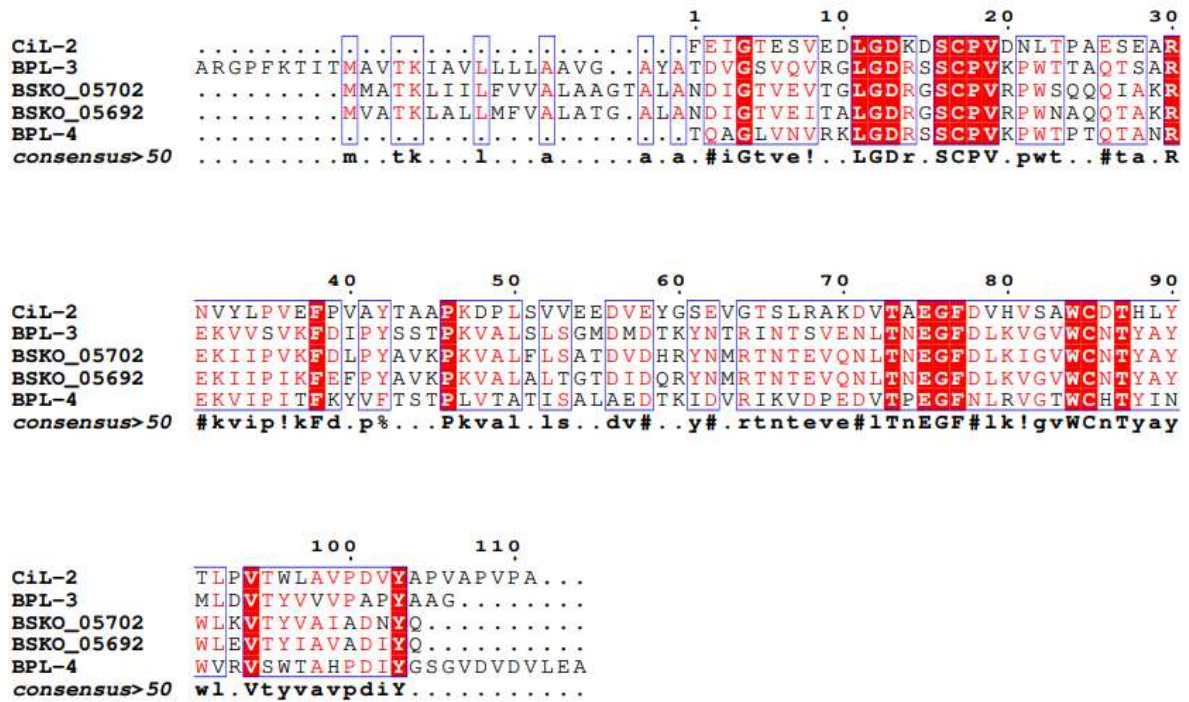 1 10 20 30
CiL-2 ..............................FEIGTESVEDLGDKDSCPVDNLTPAESEAR
BPL-3 ARGPFKTITMAVTKIAVLLLLAAVG..AYATDVGSVQVRGLGDRSSCPVKPWTTAQTSAR
BSKO_05702 .........MMATKLIILFVVALAAGTALANDIGTVEVTGLGDRGSCPVRPWSQQQIAKR
BSKO_05692 .........MVATKLALLMFVALATG.ALANDIGTVEITALGDRGSCPVRPWNAQQTAKR
BPL-4 ..............................TQAGLVNVRKLGDRSSCPVKPWTPTQTANR
consensus>50 .........m..tk...l...a.....a.a.#iGtve!..LGDr.SCPV.pwt..#ta.R
40 50 60 70 80 90
CiL-2 NVYLPVEFPVAYTAAPKDPLSVVEEDVEYGSEVGTSLRAKDVTAEGFDVHVSAWCDTHLY
BPL-3 EKVVSVKFDIPYSSTPKVALSLSGMDMDTKYNTRINTSVENLTNEGFDLKVGVWCNTYAY
BSKO_05702 EKIIPVKFDLPYAVKPKVALFLSATDVDHRYNMRTNTEVQNLTNEGFDLKIGVWCNTYAY
BSKO_05692 EKIIPIKFEFPYAVKPKVALALTGTDIDQRYNMRTNTEVQNLTNEGFDLKVGVWCNTYAY
BPL-4 EKVIPITFKYVFTSTPLVTATISALAEDTKIDVRIKVDPEDVTPEGFNLRVGTWCHTYIN
consensus>50 #kvip!kFd.p%...Pkval.ls..dv#..y#.rtnteve#lTnEGF#lk!gvWCnTyay
100 110
CiL-2 TLPVTWLAVPDVYAPVAPVPA...
BPL-3 MLDVTYVVVPAPYAAG........
BSKO_05702 WLKVTYVAIADNYQ..........
BSKO_05692 WLEVTYIAVADIYQ..........
BPL-4 WVRVSWTAHPDIYGSGVDVDVLEA
consensus>50 wl.VtyvavpdiY...........